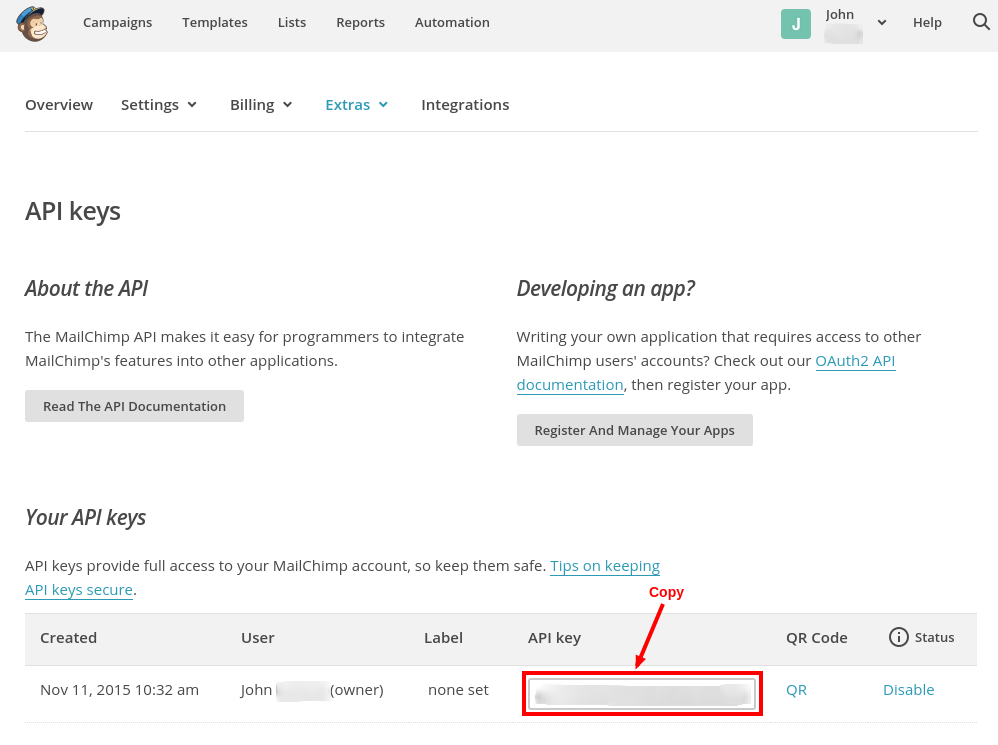 Campaigns Templates Lists Reports Automation J John Help
Overview Settings Billing Extras Integrations
API keys
About the API
The MailChimp API makes it easy for programmers to integrate
MailChimp's features into other applications.
Read The API Documentation
Developing an app?
Writing your own application that requires access to other
MailChimp users' accounts? Check out our OAuth2 API
documentation, then register your app.
Register And Manage Your Apps
Your API keys
API keys provide full access to your MailChimp account, so keep them safe. Tips on keeping
API keys secure.
Copy
Created User Label API key QR Code Status
Nov 11, 2015 10:32 am John (owner) none set QR Disable